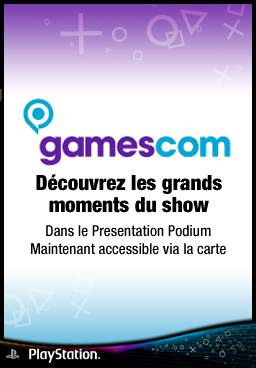 gamescom
Découvrez les grands
moments du show
Dans le Presentation Podium
Maintenant accessible via la carte
PlayStation.